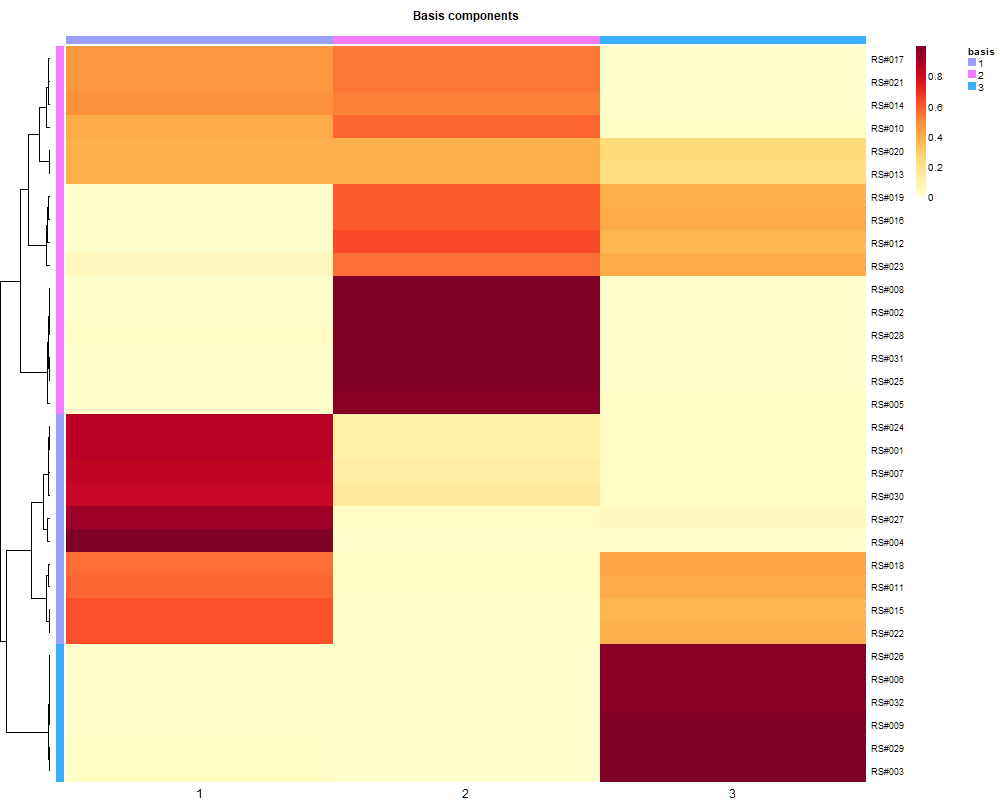 Basis components
RS#017
RS#021
RS#014
RS#010
RS#020
RS#013
RS#019
RS#016
RS#012
RS#023
RS#008
RS#002
RS#028
RS#031
RS#025
RS#005
RS#024
RS#001
RS#007
RS#030
RS#027
RS#004
RS#018
RS#011
RS#015
RS#022
RS#026
RS#006
RS#032
RS#009
RS#029
RS#003
0.8
0.6
0.4
0.2
0
basis
1
2
3
1 2 3